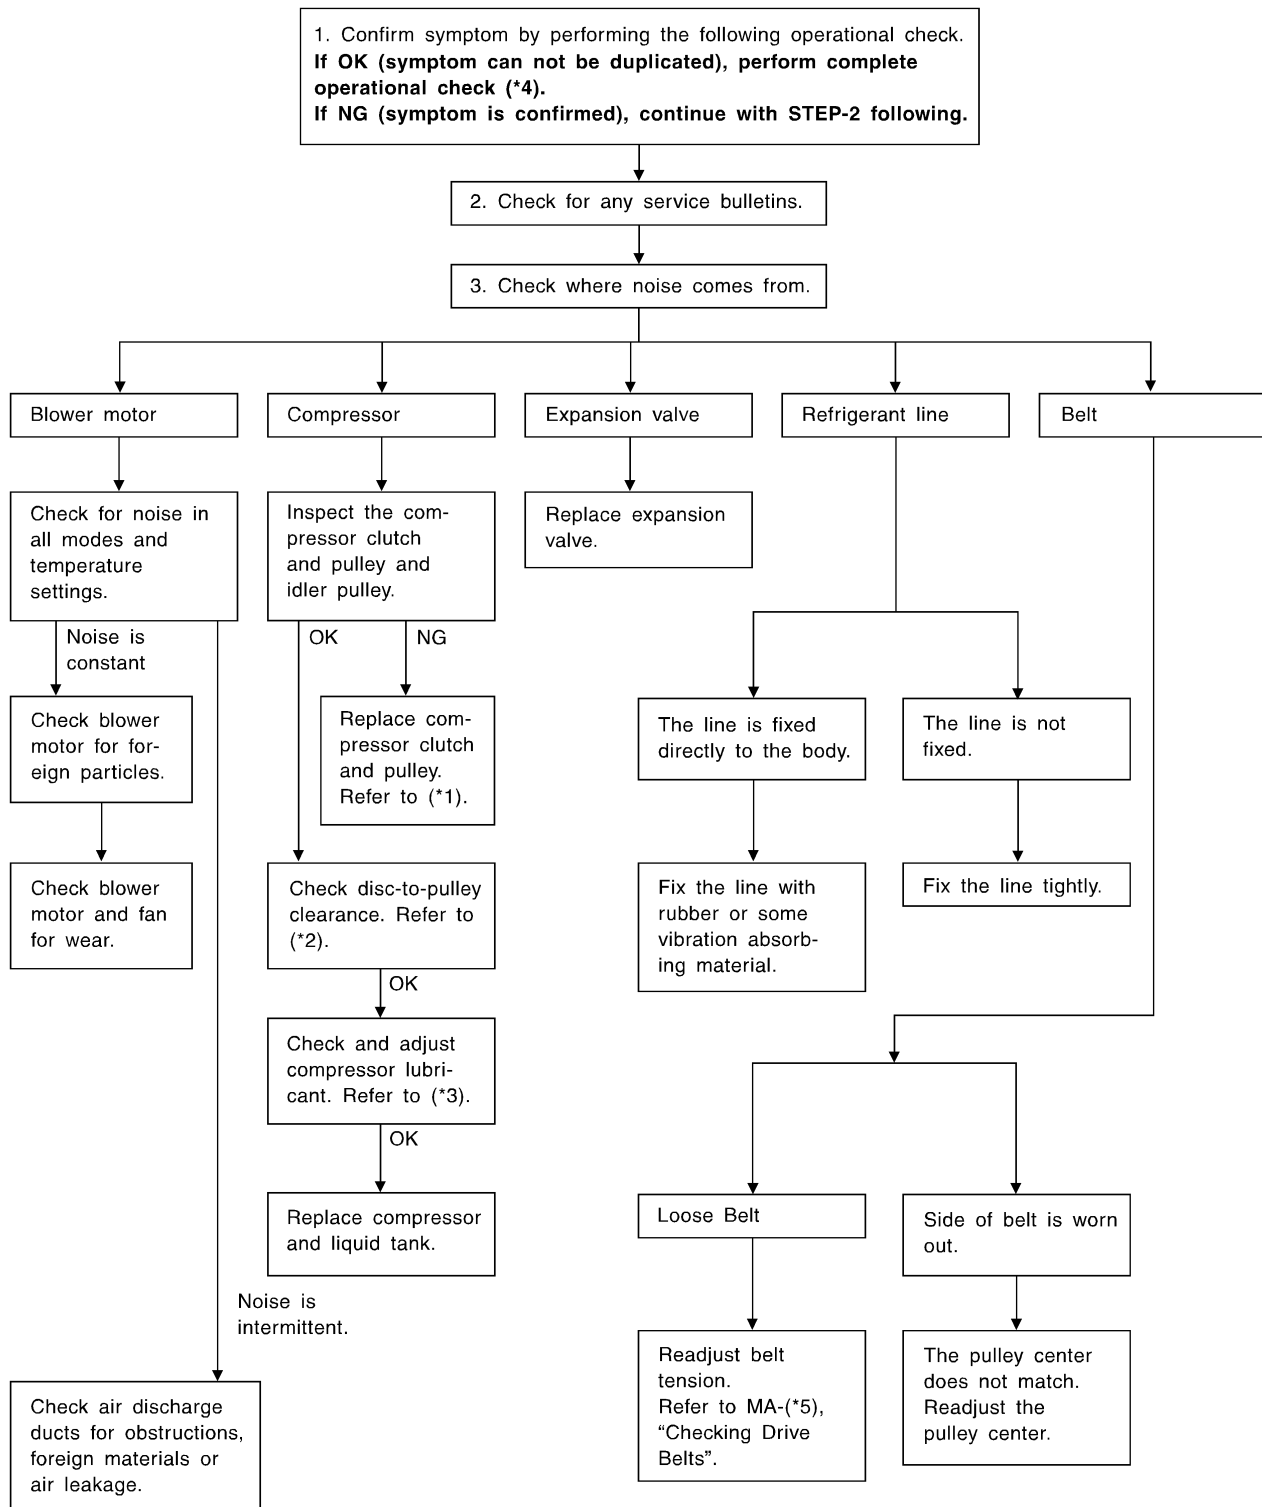 1. Confirm symptom by performing the following operational check.
If OK (symptom can not be duplicated), perform complete
operational check (*4).
If NG (symptom is confirmed), continue with STEP-2 following.
2. Check for any service bulletins.
3. Check where noise comes from.
Blower motor
Compressor
Expansion valve
Refrigerant line
Belt
Check for noise in
all modes and
temperature
settings.
Inspect the com-
pressor clutch
and pulley and
idler pulley.
Replace expansion
valve.
Noise is
constant
OK
NG
Check blower
motor for for-
eign particles.
Replace com-
pressor clutch
and pulley.
Refer to (*1).
The line is fixed
directly to the body.
The line is not
fixed.
Check blower
motor and fan
for wear.
Check disc-to-pulley
clearance. Refer to
(*2).
Fix the line with
rubber or some
vibration absorb-
ing material.
Fix the line tightly.
OK
Check and adjust
compressor lubri-
cant. Refer to (*3).
OK
Replace compressor
and liquid tank.
Loose Belt
Side of belt is worn
out.
Noise is
intermittent.
Check air discharge
ducts for obstructions,
foreign materials or
air leakage.
Readjust belt
tension.
Refer to MA-(*5),
“Checking Drive
Belts”.
The pulley center
does not match.
Readjust the
pulley center.